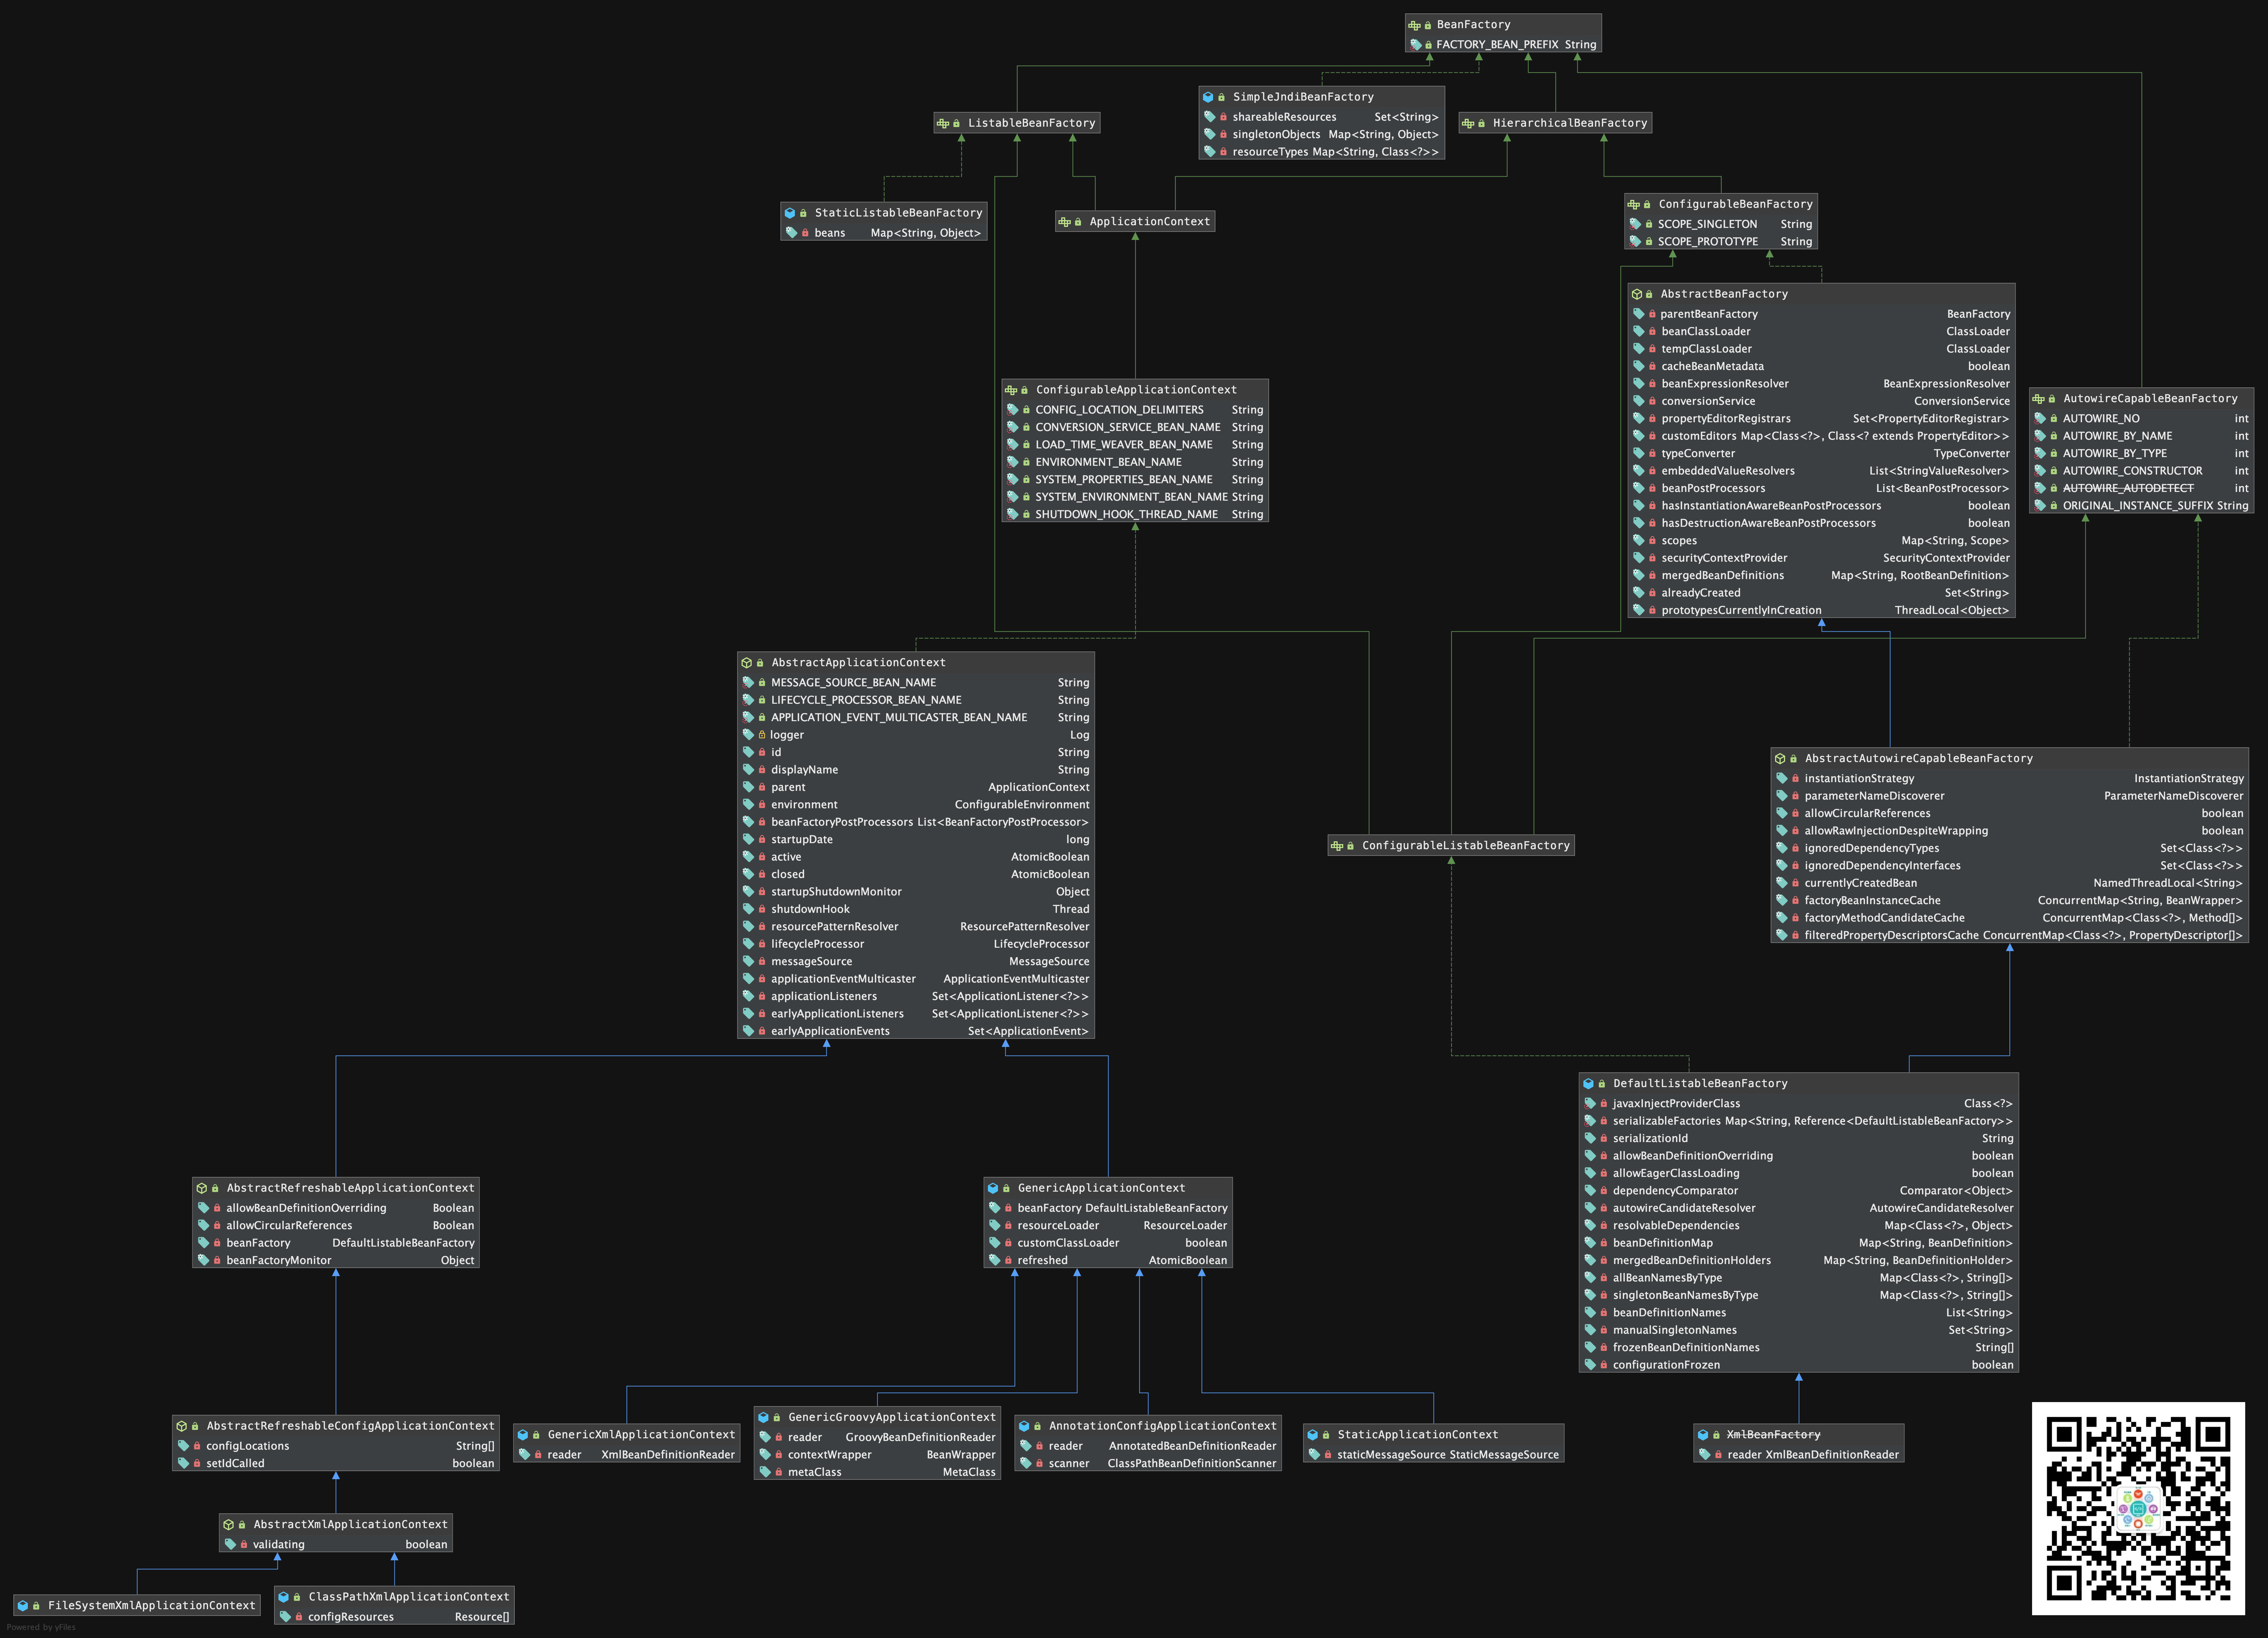 BeanFactory
FACTORY_BEAN_PREFIX String
SimpleJndiBeanFactory
shareableResources Set<String>
singletonObjects Map<String, Object>
resourceTypes Map<String, Class<?>>
ListableBeanFactory
HierarchicalBeanFactory
StaticListableBeanFactory
beans Map<String, Object>
ApplicationContext
ConfigurableBeanFactory
SCOPE_SINGLETON String
SCOPE_PROTOTYPE String
AbstractBeanFactory
parentBeanFactory BeanFactory
beanClassLoader ClassLoader
tempClassLoader ClassLoader
cacheBeanMetadata boolean
beanExpressionResolver BeanExpressionResolver
conversionService ConversionService
propertyEditorRegistrars Set<PropertyEditorRegistrar>
customEditors Map<Class<?>, Class<? extends PropertyEditor>>
typeConverter TypeConverter
embeddedValueResolvers List<StringValueResolver>
beanPostProcessors List<BeanPostProcessor>
hasInstantiationAwareBeanPostProcessors boolean
hasDestructionAwareBeanPostProcessors boolean
scopes Map<String, Scope>
securityContextProvider SecurityContextProvider
mergedBeanDefinitions Map<String, RootBeanDefinition>
alreadyCreated Set<String>
prototypesCurrentlyInCreation ThreadLocal<Object>
ConfigurableApplicationContext
CONFIG_LOCATION_DELIMITERS String
CONVERSION_SERVICE_BEAN_NAME String
LOAD_TIME_WEAVER_BEAN_NAME String
ENVIRONMENT_BEAN_NAME String
SYSTEM_PROPERTIES_BEAN_NAME String
SYSTEM_ENVIRONMENT_BEAN_NAME String
SHUTDOWN_HOOK_THREAD_NAME String
AutowireCapableBeanFactory
AUTOWIRE_NO int
AUTOWIRE_BY_NAME int
AUTOWIRE_BY_TYPE int
AUTOWIRE_CONSTRUCTOR int
AUTOWIRE_AUTODETECT int
ORIGINAL_INSTANCE_SUFFIX String
AbstractApplicationContext
MESSAGE_SOURCE_BEAN_NAME String
LIFECYCLE_PROCESSOR_BEAN_NAME String
APPLICATION_EVENT_MULTICASTER_BEAN_NAME String
logger Log
id String
displayName String
parent ApplicationContext
environment ConfigurableEnvironment
beanFactoryPostProcessors List<BeanFactoryPostProcessor>
startupDate long
active AtomicBoolean
closed AtomicBoolean
startupShutdownMonitor Object
shutdownHook Thread
resourcePatternResolver ResourcePatternResolver
lifecycleProcessor LifecycleProcessor
messageSource MessageSource
applicationEventMulticaster ApplicationEventMulticaster
applicationListeners Set<ApplicationListener<?>>
earlyApplicationListeners Set<ApplicationListener<?>>
earlyApplicationEvents Set<ApplicationEvent>
AbstractAutowireCapableBeanFactory
instantiationStrategy InstantiationStrategy
parameterNameDiscoverer ParameterNameDiscoverer
allowCircularReferences boolean
allowRawInjectionDespiteWrapping boolean
ignoredDependencyTypes Set<Class<?>>
ignoredDependencyInterfaces Set<Class<?>>
currentlyCreatedBean NamedThreadLocal<String>
factoryBeanInstanceCache ConcurrentMap<String, BeanWrapper>
factoryMethodCandidateCache ConcurrentMap<Class<?>, Method[]>
filteredPropertyDescriptorsCache ConcurrentMap<Class<?>, PropertyDescriptor[]>
ConfigurableListableBeanFactory
DefaultListableBeanFactory
javaxInjectProviderClass Class<?>
serializableFactories Map<String, Reference<DefaultListableBeanFactory>>
serializationId String
allowBeanDefinitionOverriding boolean
allowEagerClassLoading boolean
dependencyComparator Comparator<Object>
autowireCandidateResolver AutowireCandidateResolver
resolvableDependencies Map<Class<?>, Object>
beanDefinitionMap Map<String, BeanDefinition>
mergedBeanDefinitionHolders Map<String, BeanDefinitionHolder>
allBeanNamesByType Map<Class<?>, String[]>
singletonBeanNamesByType Map<Class<?>, String[]>
beanDefinitionNames List<String>
manualSingletonNames Set<String>
frozenBeanDefinitionNames String[]
configurationFrozen boolean
AbstractRefreshableApplicationContext
allowBeanDefinitionOverriding Boolean
allowCircularReferences Boolean
beanFactory DefaultListableBeanFactory
beanFactoryMonitor Object
GenericApplicationContext
beanFactory DefaultListableBeanFactory
resourceLoader ResourceLoader
customClassLoader boolean
refreshed AtomicBoolean
AbstractRefreshableConfigApplicationContext
configLocations String[]
setIdCalled boolean
GenericXmlApplicationContext
reader XmlBeanDefinitionReader
GenericGroovyApplicationContext
reader GroovyBeanDefinitionReader
contextWrapper BeanWrapper
metaClass MetaClass
AnnotationConfigApplicationContext
reader AnnotatedBeanDefinitionReader
scanner ClassPathBeanDefinitionScanner
StaticApplicationContext
staticMessageSource StaticMessageSource
XmlBeanFactory
reader XmlBeanDefinitionReader
AbstractXmlApplicationContext
validating boolean
FileSystemXmlApplicationContext
ClassPathXmlApplicationContext
configResources Resource[]
Powered by yFiles